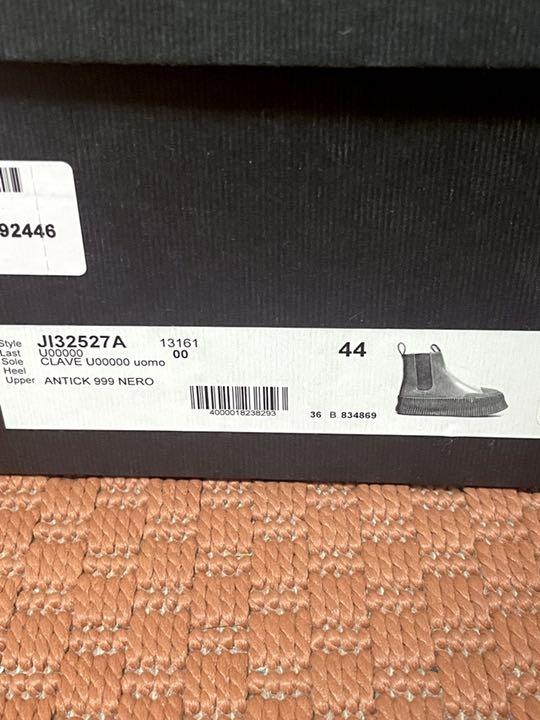 92446
Style JI32527A 13161
Last U00000 00
Sole CLAVE U00000 uomo
Heel
Upper ANTICK 999 NERO
44
4000018238293
36 B 834869